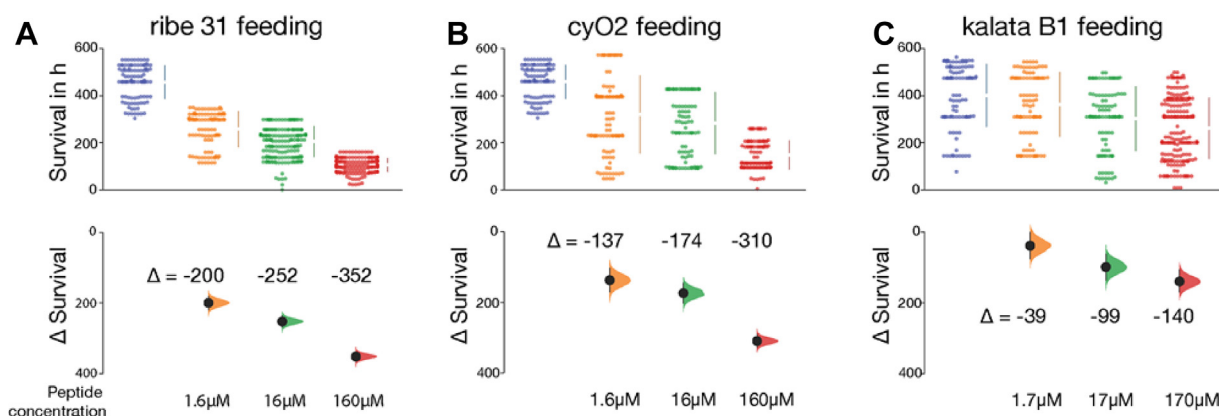 A
ribe 31 feeding
Survival in h
600
400
200
0
Δ Survival
0
200
400
Δ = -200 -252 -352
Peptide
concentration
1.6µM 16µM 160µM
B
cyO2 feeding
Survival in h
600
400
200
0
Δ Survival
0
200
400
Δ = -137 -174 -310
1.6µM 16µM 160µM
C
kalata B1 feeding
Survival in h
600
400
200
0
Δ Survival
0
200
400
Δ = -39 -99 -140
1.7µM 17µM 170µM